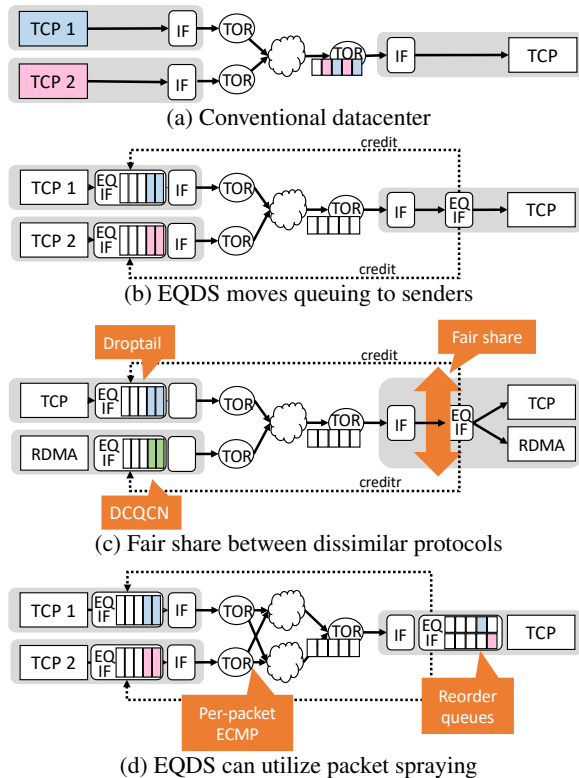 TCP 1 IF TOR
TOR IF TCP
TCP 2 IF TOR
(a) Conventional datacenter
credit
TCP 1 EQ IF IF TOR
TOR IF EQ IF TCP
TCP 2 EQ IF IF TOR
credit
(b) EQDS moves queuing to senders
Droptail
Fair share
credit
TCP EQ IF TOR
TCP
TOR IF EQ IF
RDMA EQ IF TOR
RDMA
creditr
DCQCN
(c) Fair share between dissimilar protocols
TCP 1 EQ IF IF TOR
TOR IF EQ IF TCP
TCP 2 EQ IF IF TOR
Per-packet
ECMP
Reorder
queues
(d) EQDS can utilize packet spraying